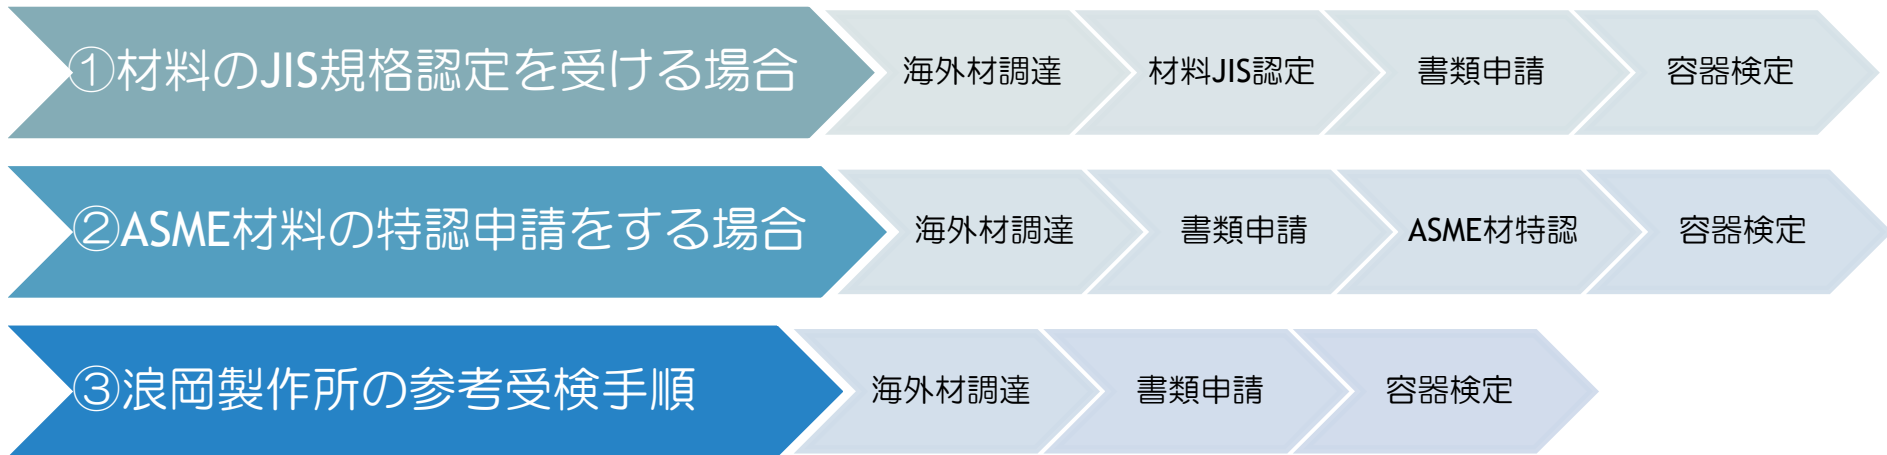 ①材料のJIS規格認定を受ける場合
海外材調達
材料JIS認定
書類申請
容器検定
②ASME材料の特認申請をする場合
海外材調達
書類申請
ASME材特認
容器検定
③浪岡製作所の参考受検手順
海外材調達
書類申請
容器検定